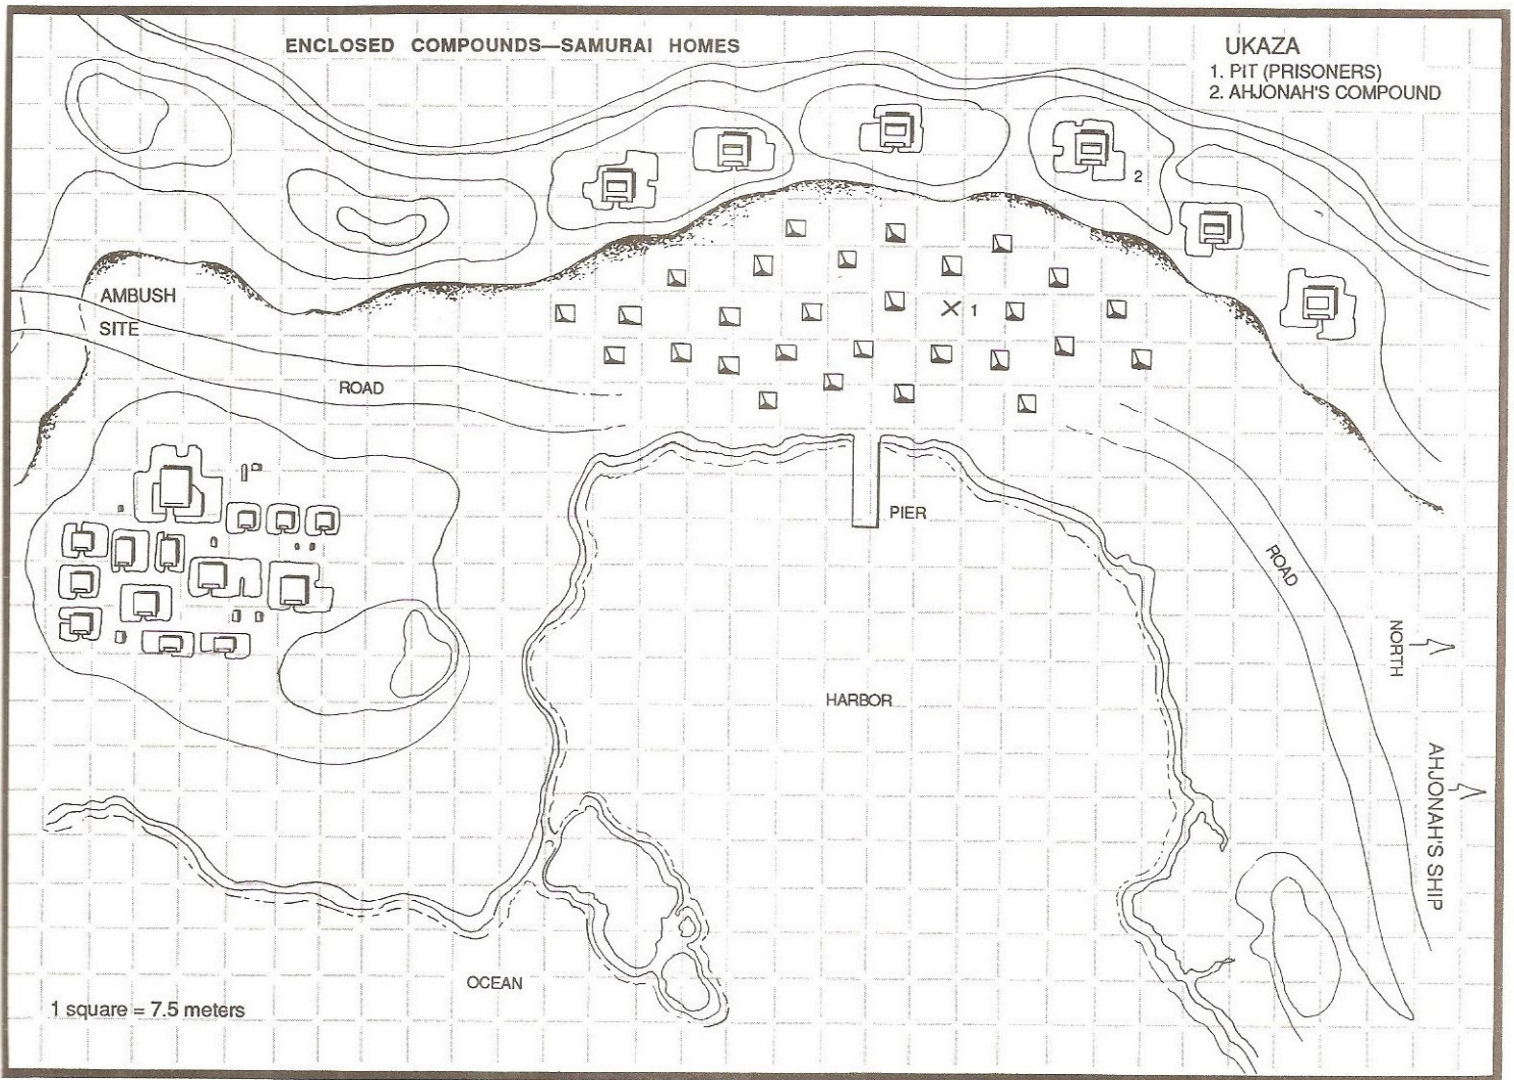 ENCLOSED COMPOUNDS—SAMURAI HOMES
UKAZA
1. PIT (PRISONERS)
2. AHJONAH'S COMPOUND
2
AMBUSH
SITE
1
ROAD
PIER
ROAD
NORTH
HARBOR
AHJONAH'S SHIP
OCEAN
1 square = 7.5 meters